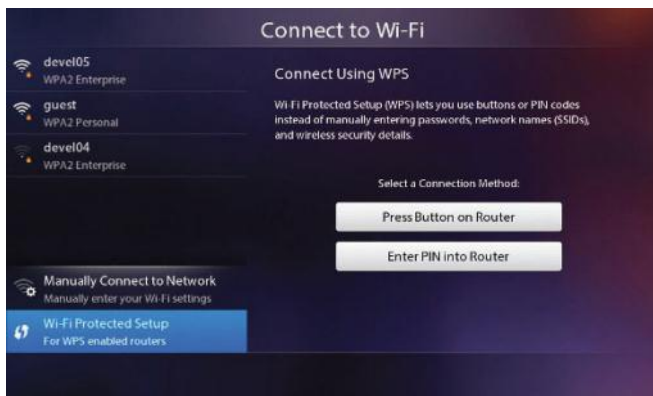 Connect to Wi-Fi
devel05
WPA2 Enterprise
guest
WPA2 Personal
devel04
WPA2 Enterprise
Manually Connect to Network
Manually enter your Wi-Fi settings
Wi-Fi Protected Setup
For WPS enabled routers
Connect Using WPS
Wi-Fi Protected Setup (WPS) lets you use buttons or PIN codes
instead of manually entering passwords, network names (SSIDs),
and wireless security details.
Select a Connection Method:
Press Button on Router
Enter PIN into Router